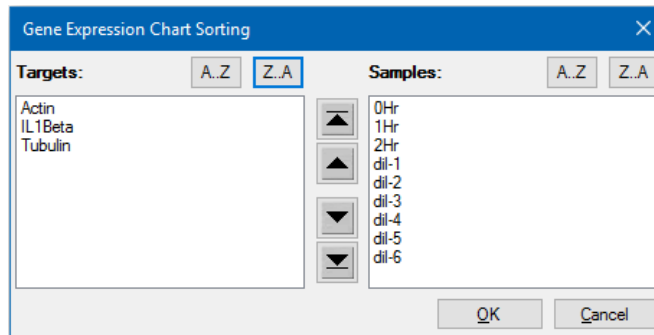 Gene Expression Chart Sorting
Targets: A..Z Z..A Samples: A..Z Z..A
Actin
IL1Beta
Tubulin
0Hr
1Hr
2Hr
dil-1
dil-2
dil-3
dil-4
dil-5
dil-6
OK Cancel